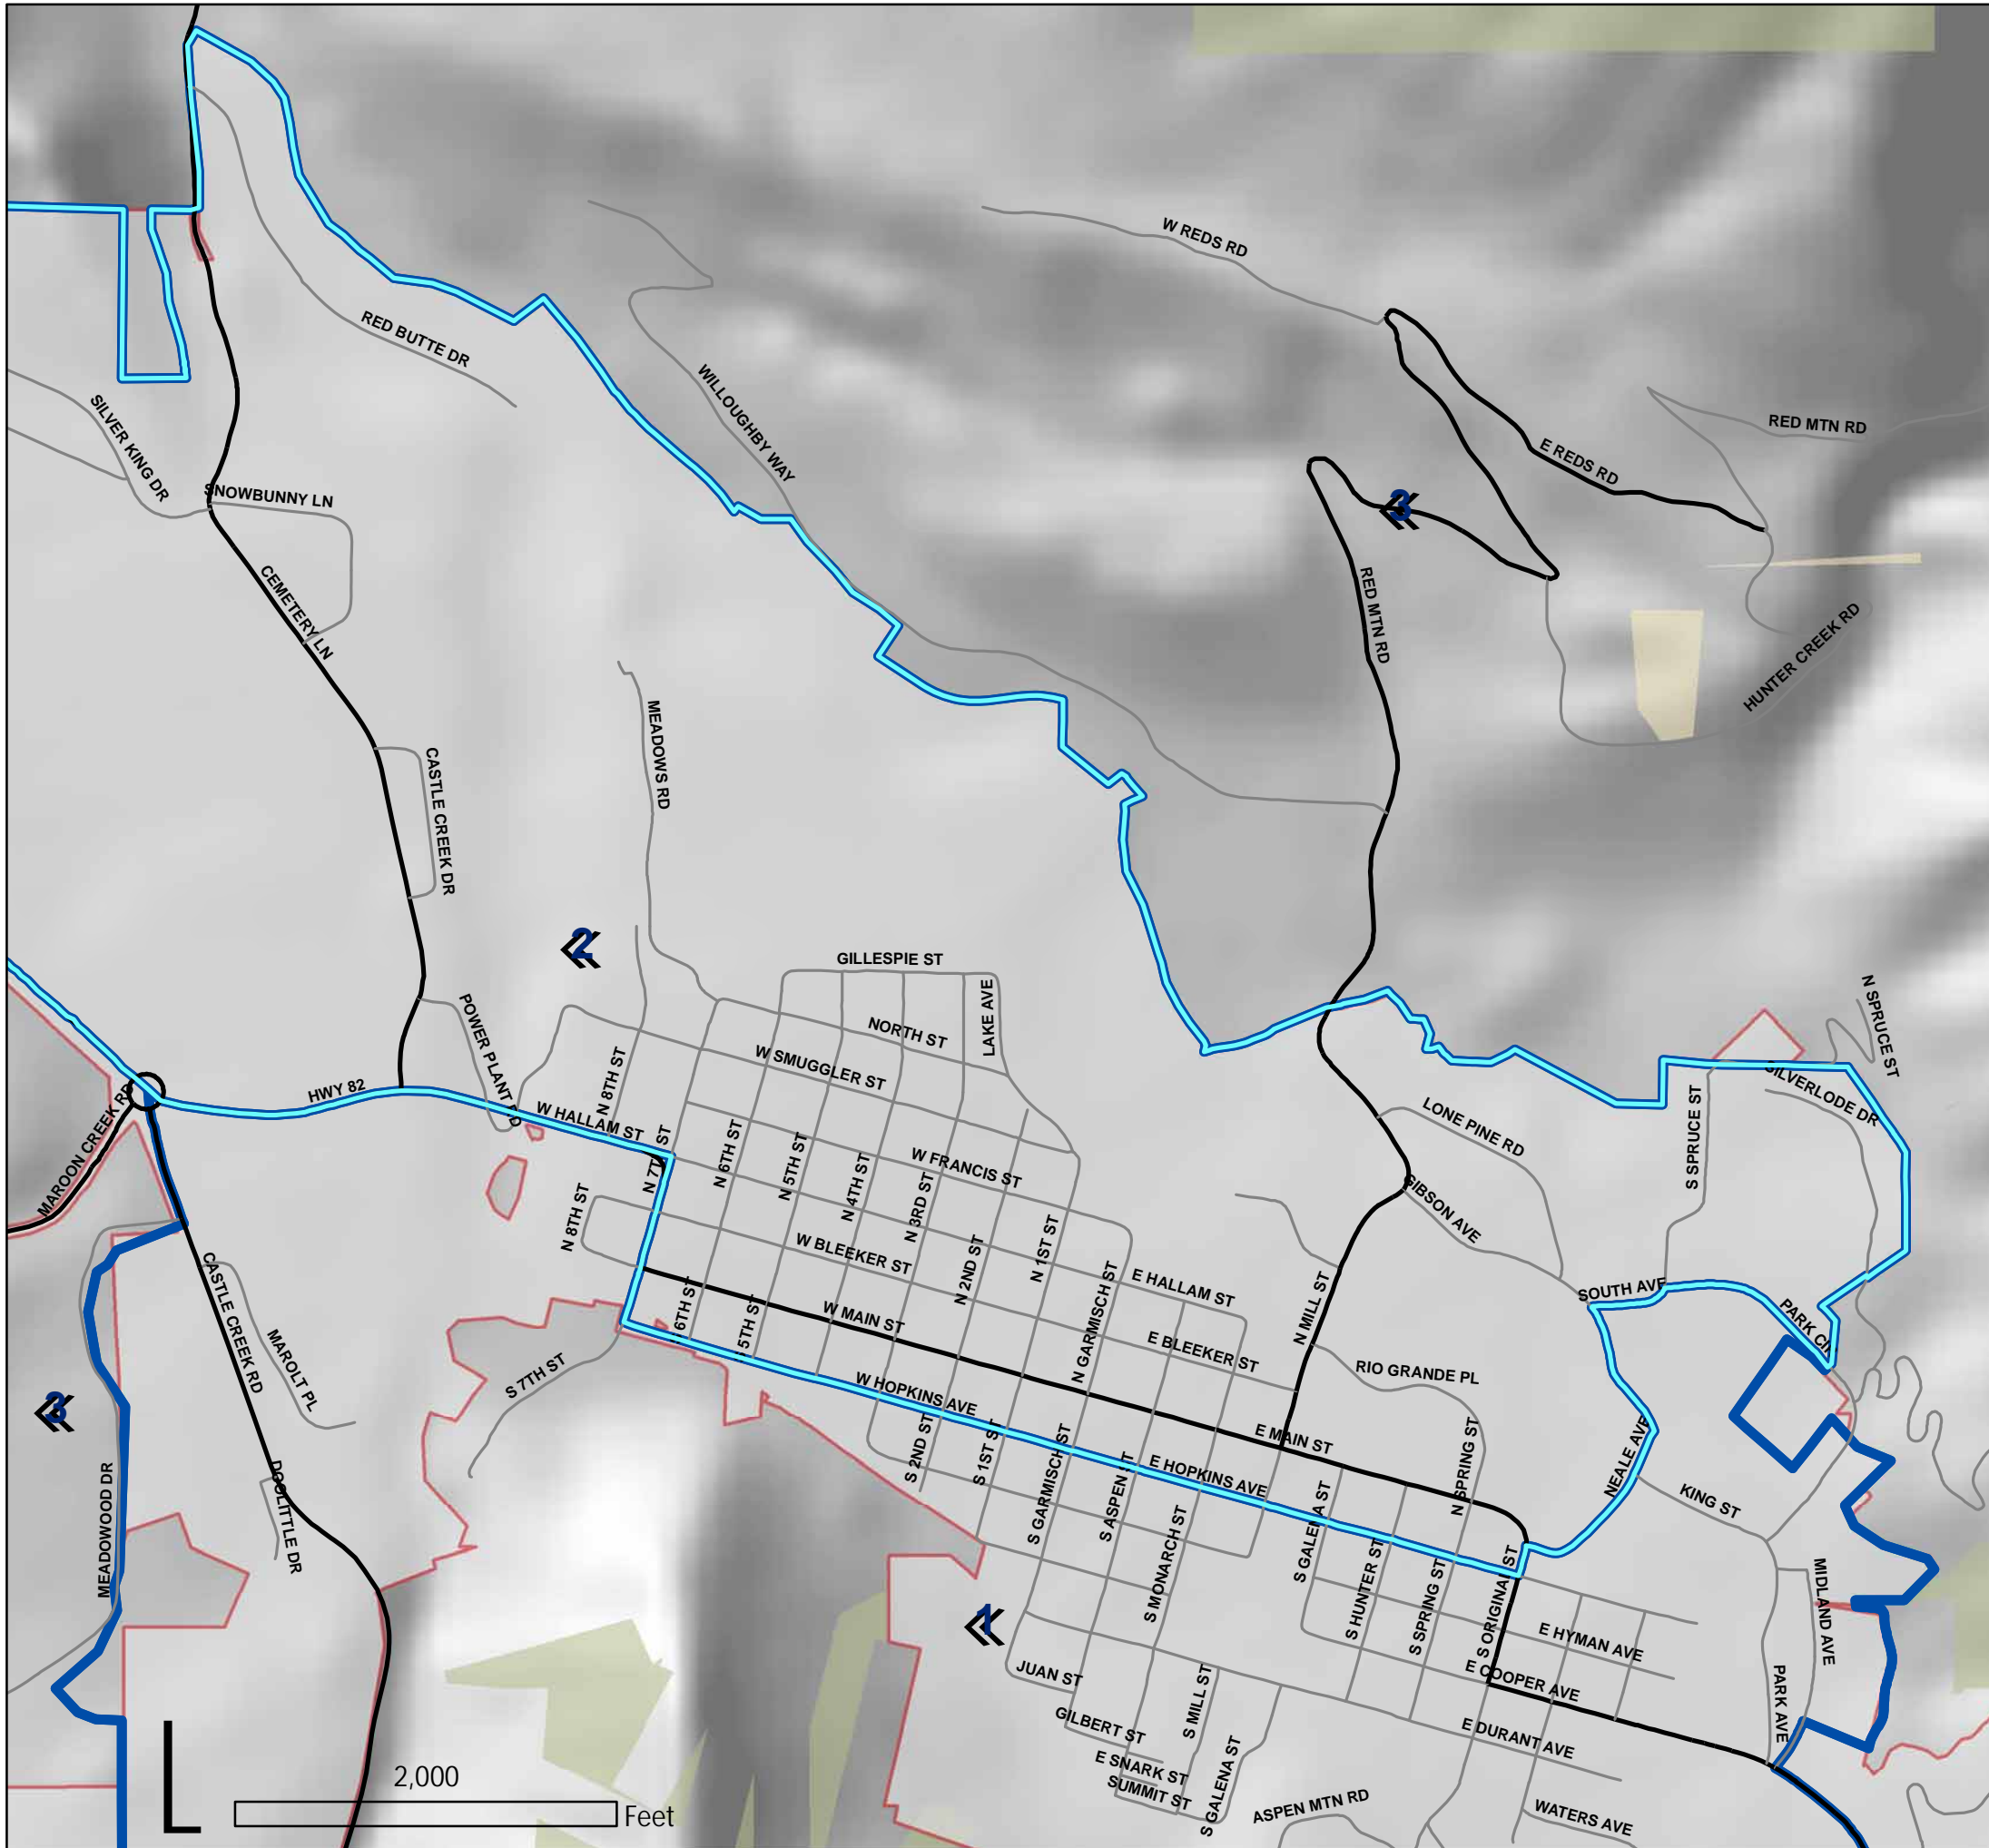 W REDS RD
RED BUTTE DR
WILLOUGHBY WAY
SILVER KING DR
RED MTN RD
E REDS RD
SNOWBUNNY LN
3
CEMETERY LN
RED MTN RD
HUNTER CREEK RD
MEADOWS RD
CASTLE CREEK DR
2
GILLESPIE ST
LAKE AVE
N SPRUCE ST
POWER PLANT RD
NORTH ST
W SMUGGLER ST
N 8TH ST
HWY 82
W HALLAM ST
MAROON CREEK RD
LONE PINE RD
SILVERLODE DR
S SPRUCE ST
N 7TH ST
N 6TH ST
N 5TH ST
N 4TH ST
W FRANCIS ST
N 3RD ST
GIBSON AVE
N 8TH ST
W BLEEKER ST
N 2ND ST
N 1ST ST
N GARMISCH ST
E HALLAM ST
N MILL ST
SOUTH AVE
PARK CIR
CASTLE CREEK RD
MAROLT PL
6TH ST
5TH ST
W MAIN ST
E BLEEKER ST
RIO GRANDE PL
S 7TH ST
W HOPKINS AVE
3
S 2ND ST
S 1ST ST
S GARMISCH ST
E MAIN ST
N SPRING ST
NEALE AVE
KING ST
MEADOWOOD DR
DOOLITTLE DR
S ASPEN ST
E HOPKINS AVE
S MONARCH ST
S GALENA ST
S HUNTER ST
S SPRING ST
S ORIGINAL ST
MIDLAND AVE
1
E HYMAN AVE
JUAN ST
E COOPER AVE
S MILL ST
PARK AVE
GILBERT ST
E DURANT AVE
E SNARK ST
SUMMIT ST
S GALENA ST
ASPEN MTN RD
WATERS AVE
2,000
Feet